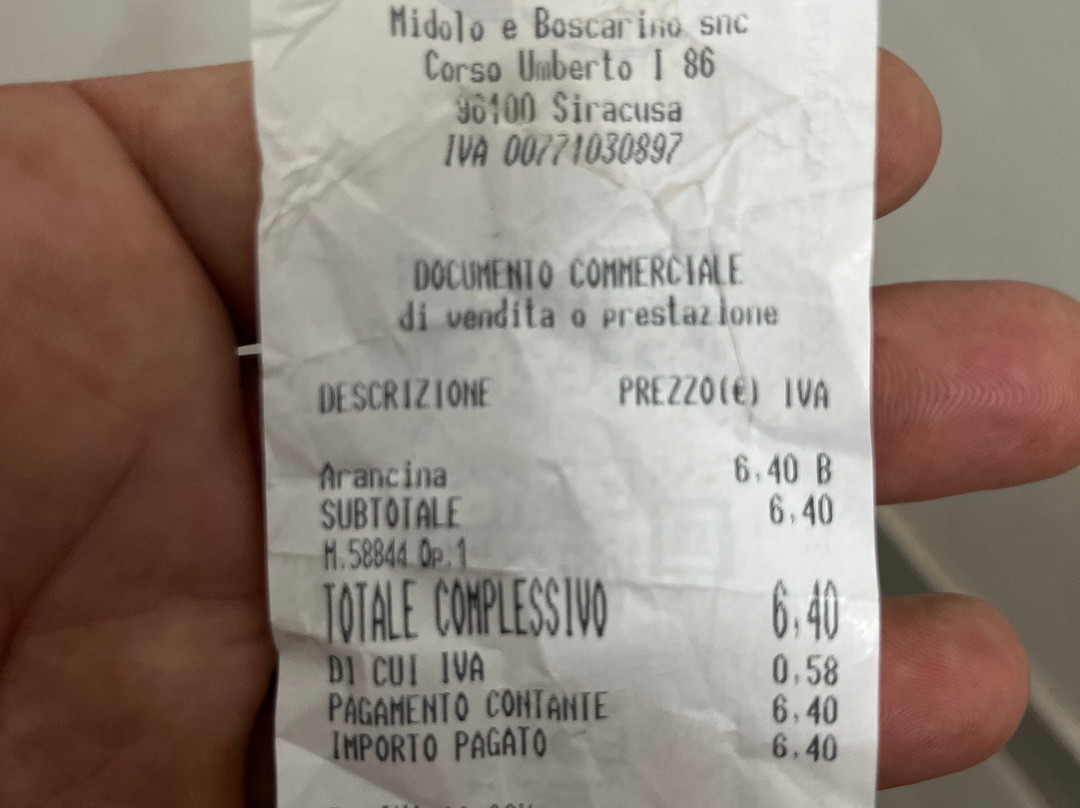 Midolo e Boscarino snc
Corso Umberto I 86
96100 Siracusa
IVA 00771030897
DOCUMENTO COMMERCIALE
di vendita o prestazione
DESCRIZIONE PREZZO(€) IVA
Arancina 6,40 B
SUBTOTALE 6,40
M.58844 Op.1
TOTALE COMPLESSIVO 6,40
DI CUI IVA 0,58
PAGAMENTO CONTANTE 6,40
IMPORTO PAGATO 6,40